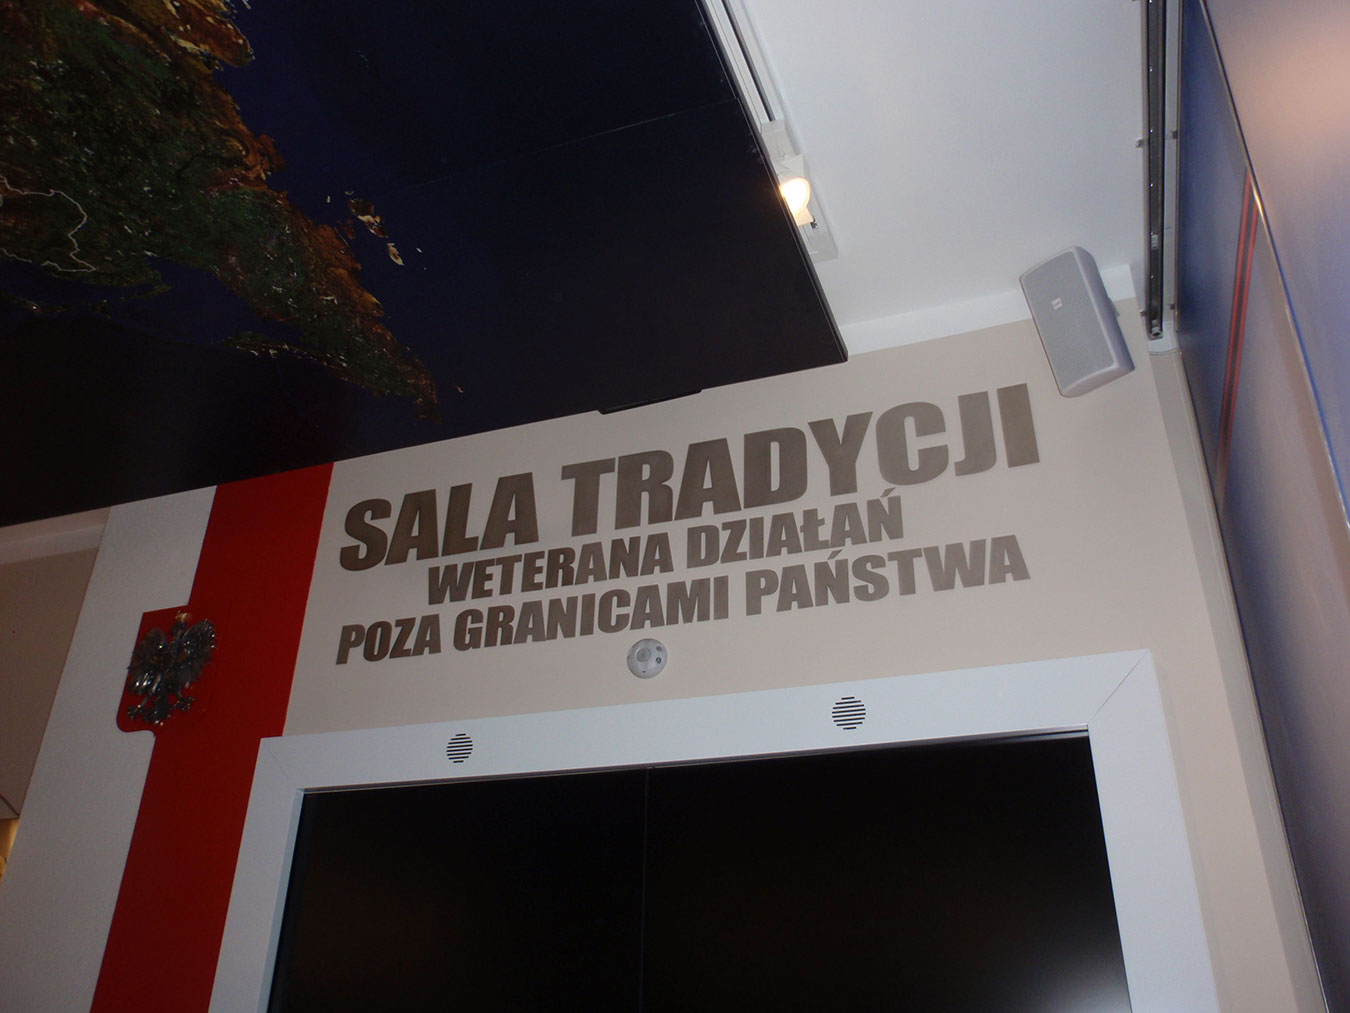 SALA TRADYCJI
WETERANA DZIAŁAŃ
POZA GRANICAMI PAŃSTWA